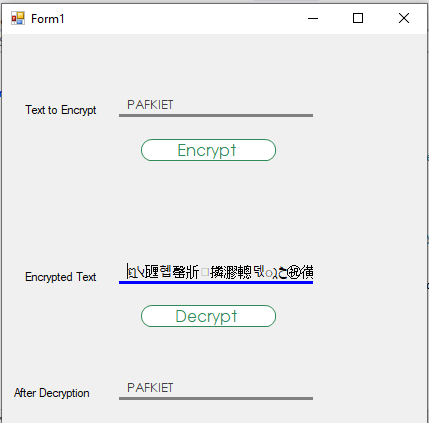 Form1
Text to Encrypt PAFKIET
Encrypt
Encrypted Text
Decrypt
After Decryption PAFKIET